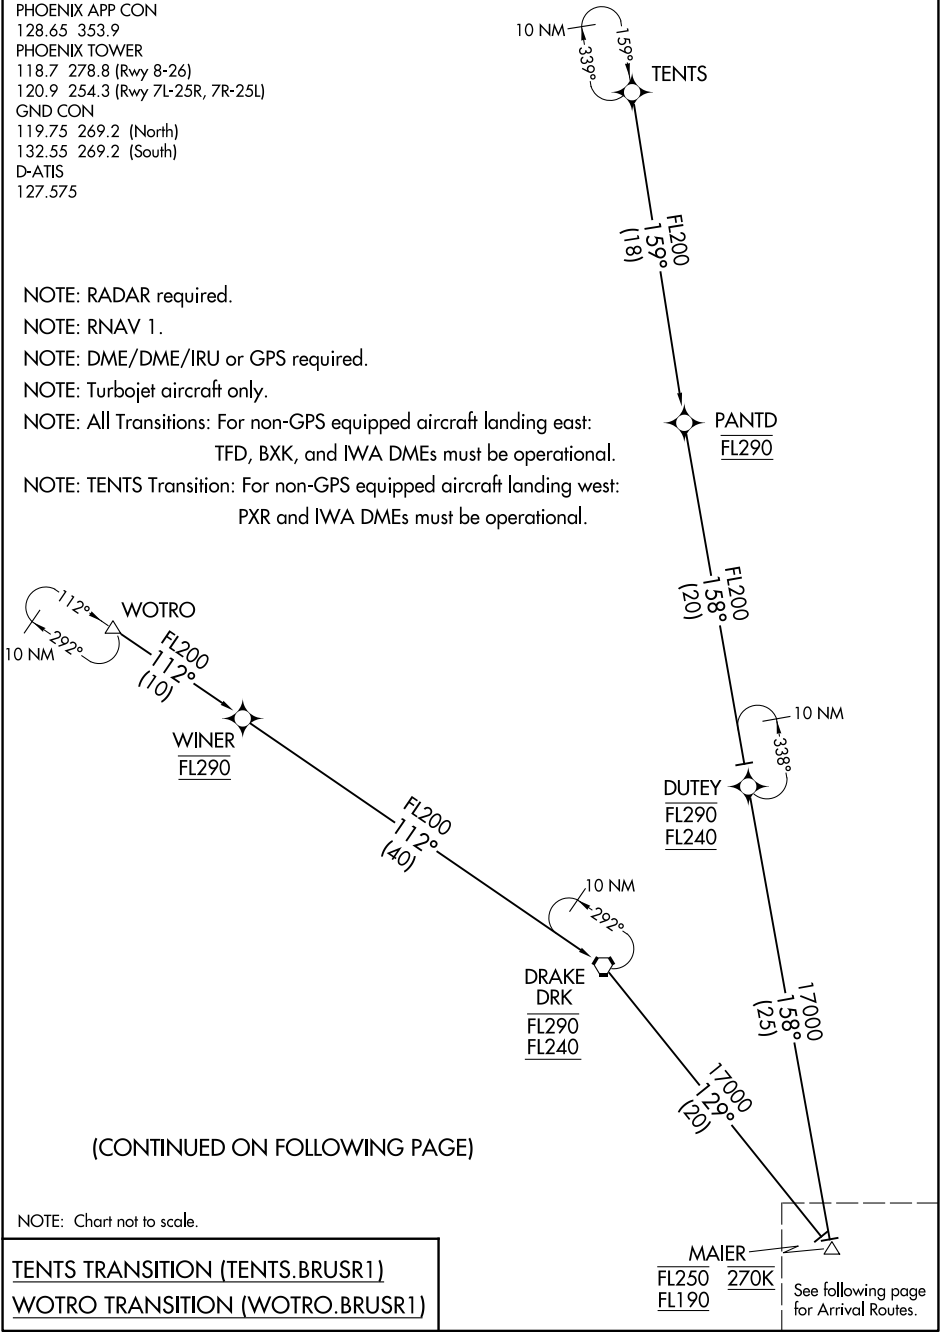 PHOENIX APP CON
128.65 353.9
PHOENIX TOWER
118.7 278.8 (Rwy 8-26)
120.9 254.3 (Rwy 7L-25R, 7R-25L)
GND CON
119.75 269.2 (North)
132.55 269.2 (South)
D-ATIS
127.575
10 NM
159°
339°
TENTS
FL200
159°
(18)
NOTE: RADAR required.
NOTE: RNAV 1.
NOTE: DME/DME/IRU or GPS required.
NOTE: Turbojet aircraft only.
NOTE: All Transitions: For non-GPS equipped aircraft landing east:
TFD, BXK, and IWA DMEs must be operational.
NOTE: TENTS Transition: For non-GPS equipped aircraft landing west:
PXR and IWA DMEs must be operational.
PANTD
FL290
FL200
158°
(20)
112°
292°
10 NM
WOTRO
FL200
112°
(10)
WINER
FL290
10 NM
338°
DUTEY
FL290
FL240
FL200
112°
(40)
10 NM
292°
DRAKE
DRK
FL290
FL240
17000
158°
(25)
17000
129°
(20)
(CONTINUED ON FOLLOWING PAGE)
NOTE: Chart not to scale.
TENTS TRANSITION (TENTS.BRUSR1)
WOTRO TRANSITION (WOTRO.BRUSR1)
MAIER
FL250 270K
FL190
See following page
for Arrival Routes.